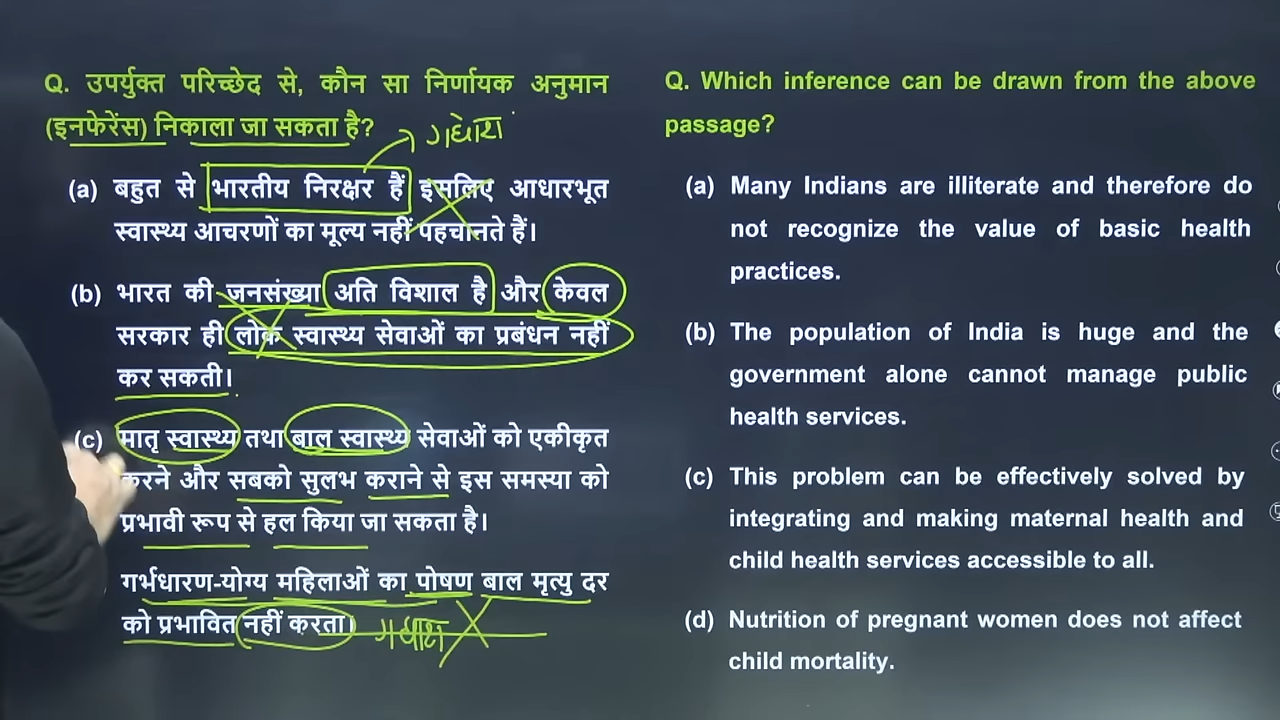 Q. उपर्युक्त परिच्छेद से, कौन सा निर्णायक अनुमान
(इनफेरेंस) निकाला जा सकता है?
(a) बहुत से भारतीय निरक्षर हैं इसलिए आधारभूत
स्वास्थ्य आचरणों का मूल्य नहीं पहचानते हैं।
(b) भारत की जनसंख्या अति विशाल है और केवल
सरकार ही लोक स्वास्थ्य सेवाओं का प्रबंधन नहीं
कर सकती।
(c) मातृ स्वास्थ्य तथा बाल स्वास्थ्य सेवाओं को एकीकृत
करने और सबको सुलभ कराने से इस समस्या को
प्रभावी रूप से हल किया जा सकता है।
गर्भधारण-योग्य महिलाओं का पोषण बाल मृत्यु दर
को प्रभावित नहीं करता।
Q. Which inference can be drawn from the above
passage?
(a) Many Indians are illiterate and therefore do
not recognize the value of basic health
practices.
(b) The population of India is huge and the
government alone cannot manage public
health services.
(c) This problem can be effectively solved by
integrating and making maternal health and
child health services accessible to all.
(d) Nutrition of pregnant women does not affect
child mortality.